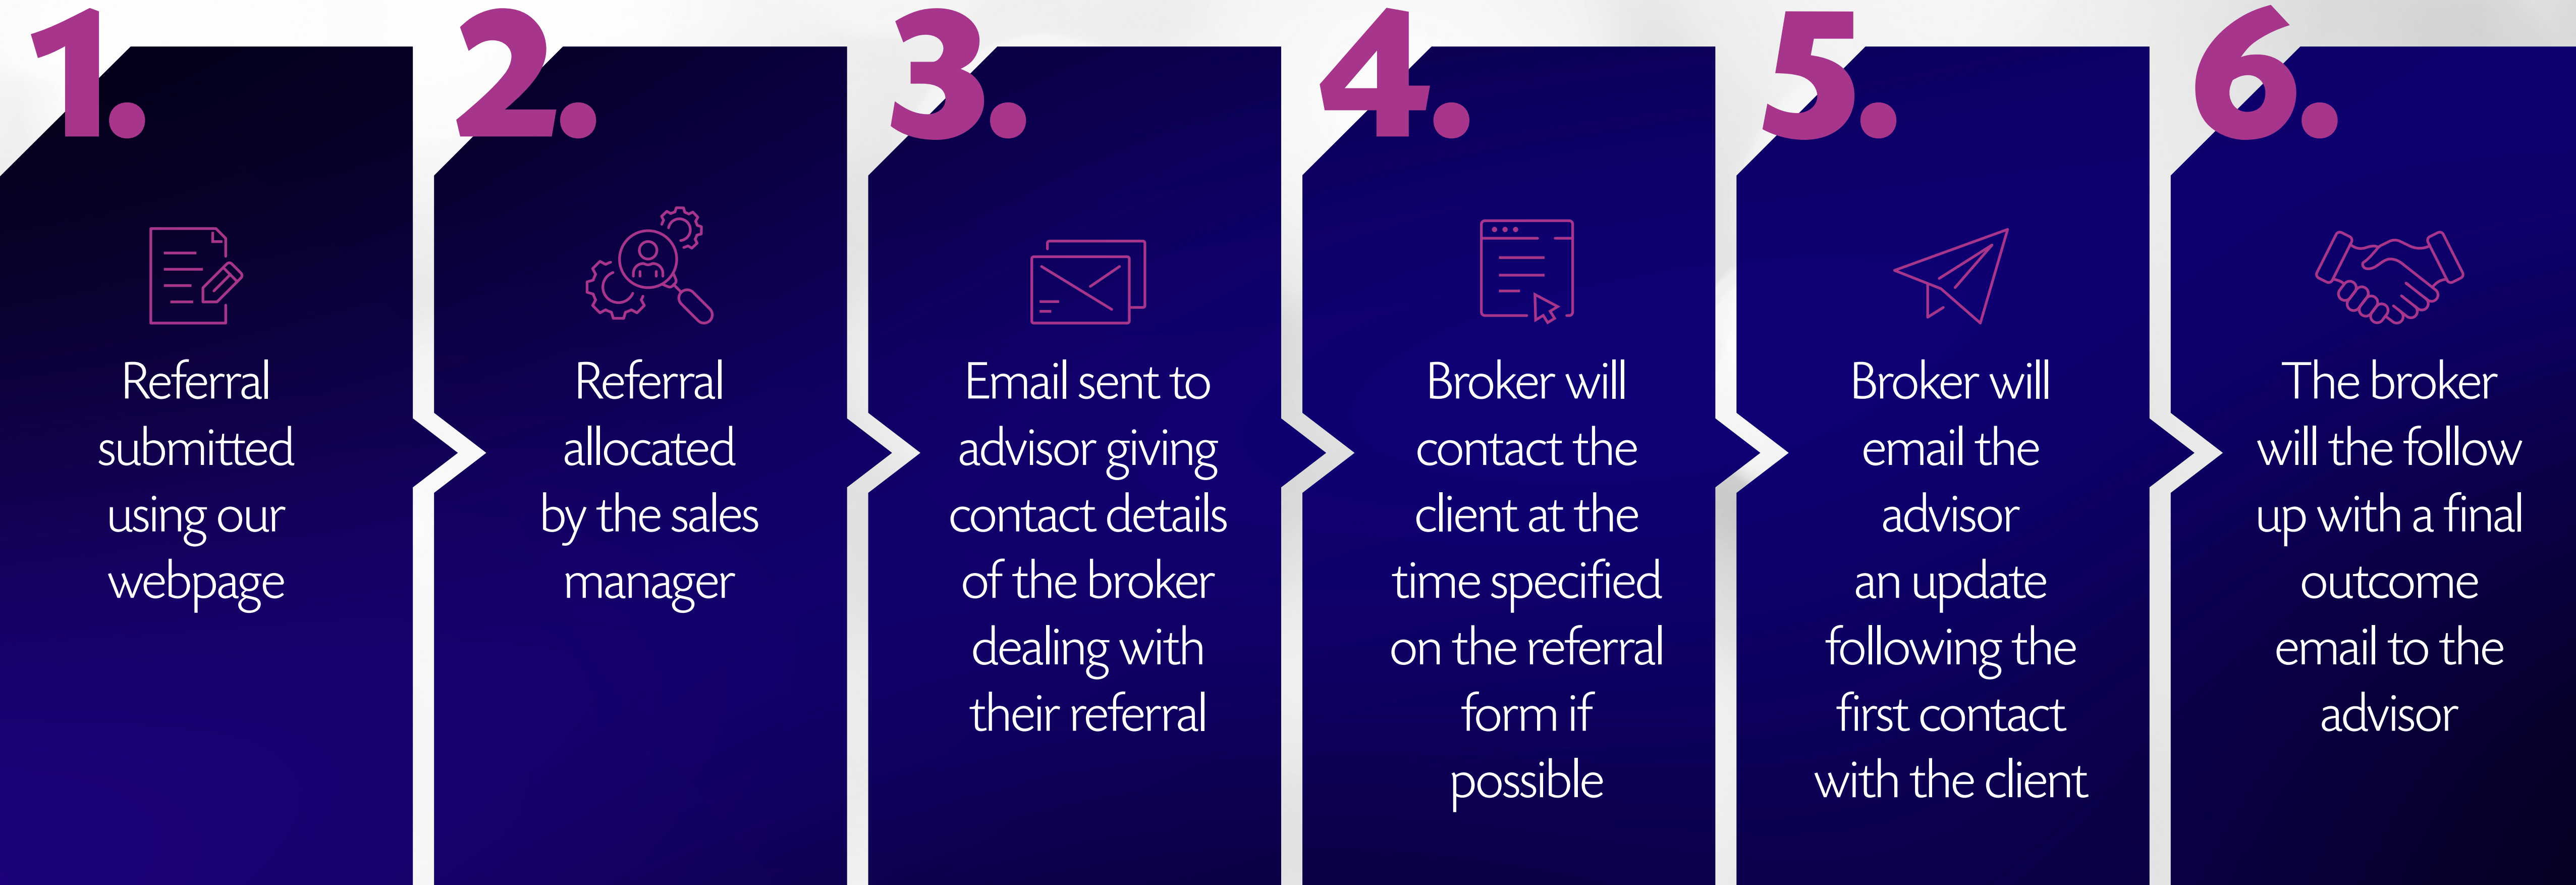 1.
Referral
submitted
using our
webpage
2.
Referral
allocated
by the sales
manager
3.
Email sent to
advisor giving
contact details
of the broker
dealing with
their referral
4.
Broker will
contact the
client at the
time specified
on the referral
form if
possible
5.
Broker will
email the
advisor
an update
following the
first contact
with the client
6.
The broker
will the follow
up with a final
outcome
email to the
advisor